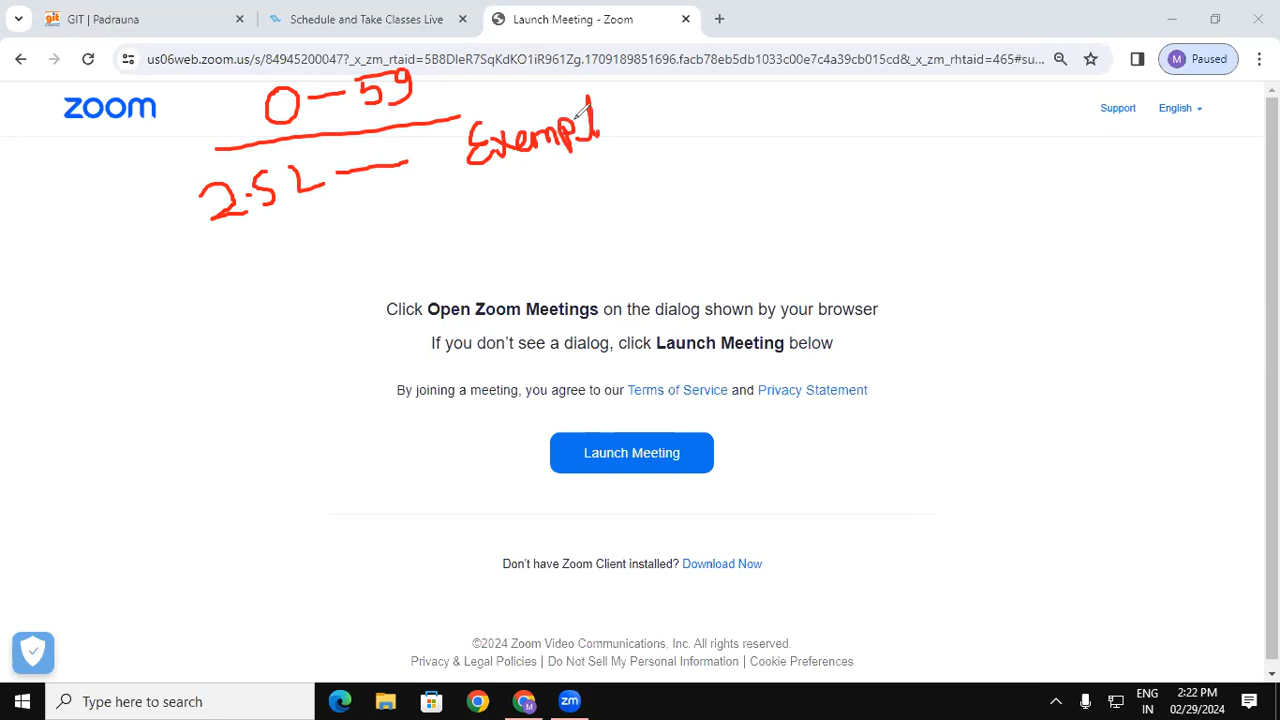 GIT | Padrauna
Schedule and Take Classes Live
Launch Meeting - Zoom
us06web.zoom.us/s/84945200047?_x_zm_rtaid=5B8DIeR7SqKdKO1iR961Zg.1709189851696.facb78eb5db1033c00e7c4a39cb015cd&_x_zm_rhtaid=465#su...
M Paused
0 — 59
zoom
Support
English
Exempl
2.52 —
Click Open Zoom Meetings on the dialog shown by your browser
If you don't see a dialog, click Launch Meeting below
By joining a meeting, you agree to our Terms of Service and Privacy Statement
Launch Meeting
Don't have Zoom Client installed? Download Now
©2024 Zoom Video Communications, Inc. All rights reserved.
Privacy & Legal Policies | Do Not Sell My Personal Information | Cookie Preferences
Type here to search
zm
ENG
IN
2:22 PM
02/29/2024